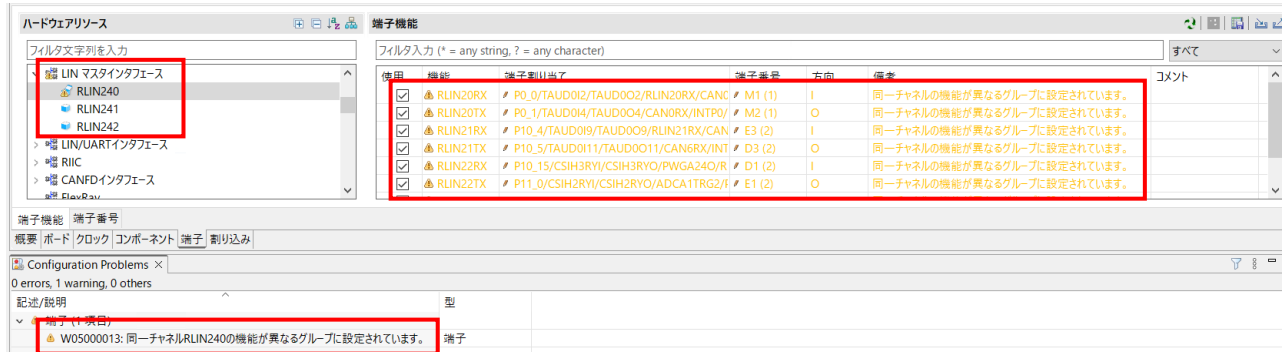 ハードウェアリソース
端子機能
フィルタ文字列を入力
フィルタ入力 (* = any string, ? = any character)
すべて
LIN マスタインタフェース
RLIN240
RLIN241
RLIN242
LIN/UARTインタフェース
RIIC
CANFDインタフェース
FlexRay
使用 機能 端子割り当て 端子番号 方向 備考 コメント
RLIN20RX P0_0/TAUD0I2/TAUD0O2/RLIN20RX/CAN0 M1 (1) I 同一チャネルの機能が異なるグループに設定されています。
RLIN20TX P0_1/TAUD0I4/TAUD0O4/CAN0RX/INTP0/ M2 (1) O 同一チャネルの機能が異なるグループに設定されています。
RLIN21RX P10_4/TAUD0I9/TAUD0O9/RLIN21RX/CAN E3 (2) I 同一チャネルの機能が異なるグループに設定されています。
RLIN21TX P10_5/TAUD0I11/TAUD0O11/CAN6RX/INT D3 (2) O 同一チャネルの機能が異なるグループに設定されています。
RLIN22RX P10_15/CSIH3RYI/CSIH3RYO/PWGA24O/R D1 (2) I 同一チャネルの機能が異なるグループに設定されています。
RLIN22TX P11_0/CSIH2RYI/CSIH2RYO/ADCA1TRG2/ E1 (2) O 同一チャネルの機能が異なるグループに設定されています。
端子機能 端子番号
概要 ボード クロック コンポーネント 端子 割り込み
Configuration Problems
0 errors, 1 warning, 0 others
記述/説明 型
端子 (1 項目)
W05000013: 同一チャネルRLIN240の機能が異なるグループに設定されています。 端子